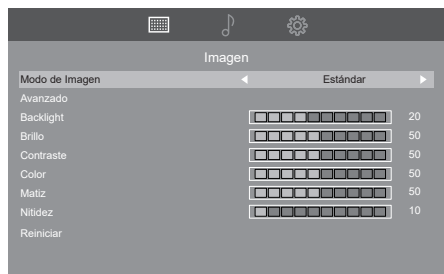 Imagen
Modo de Imagen Estándar
Avanzado
Backlight 20
Brillo 50
Contraste 50
Color 50
Matiz 50
Nitidez 10
Reiniciar